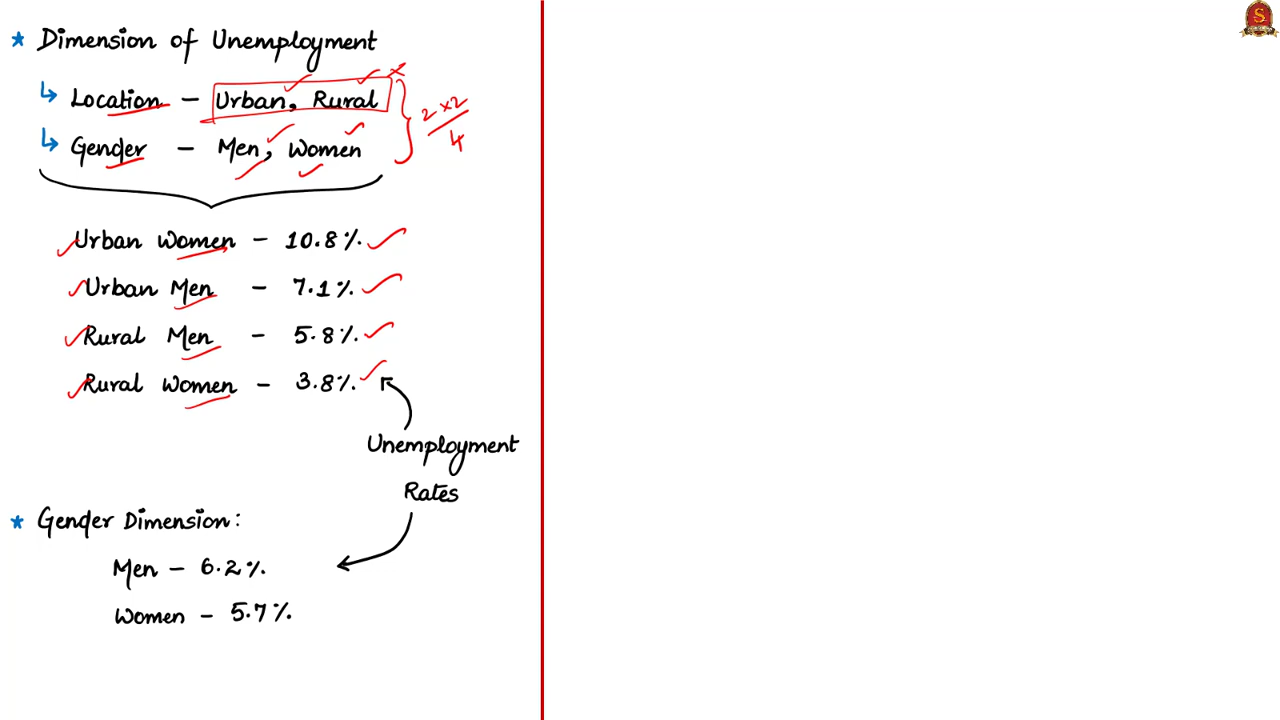 * Dimension of Unemployment
↳ Location - Urban, Rural
↳ Gender - Men, Women
2 x 2
4
Urban Women - 10.8%
Urban Men - 7.1%
Rural Men - 5.8%
Rural Women - 3.8%
Unemployment
Rates
* Gender Dimension:
Men - 6.2%
Women - 5.7%
S